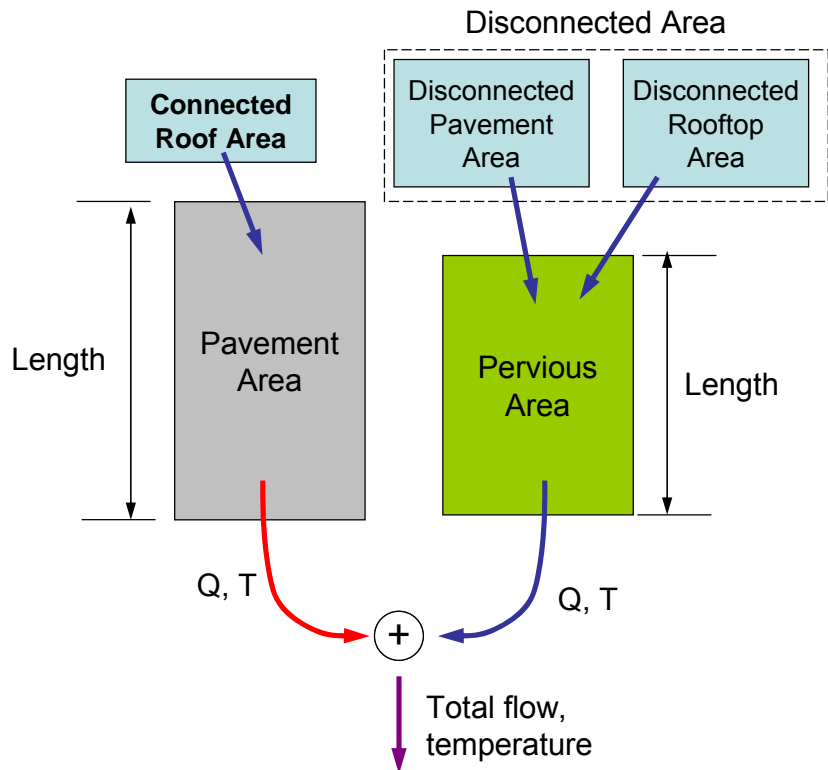 Disconnected Area
Connected
Roof Area
Disconnected
Pavement
Area
Disconnected
Rooftop
Area
Length
Pavement
Area
Pervious
Area
Length
Q, T
Q, T
+
Total flow,
temperature